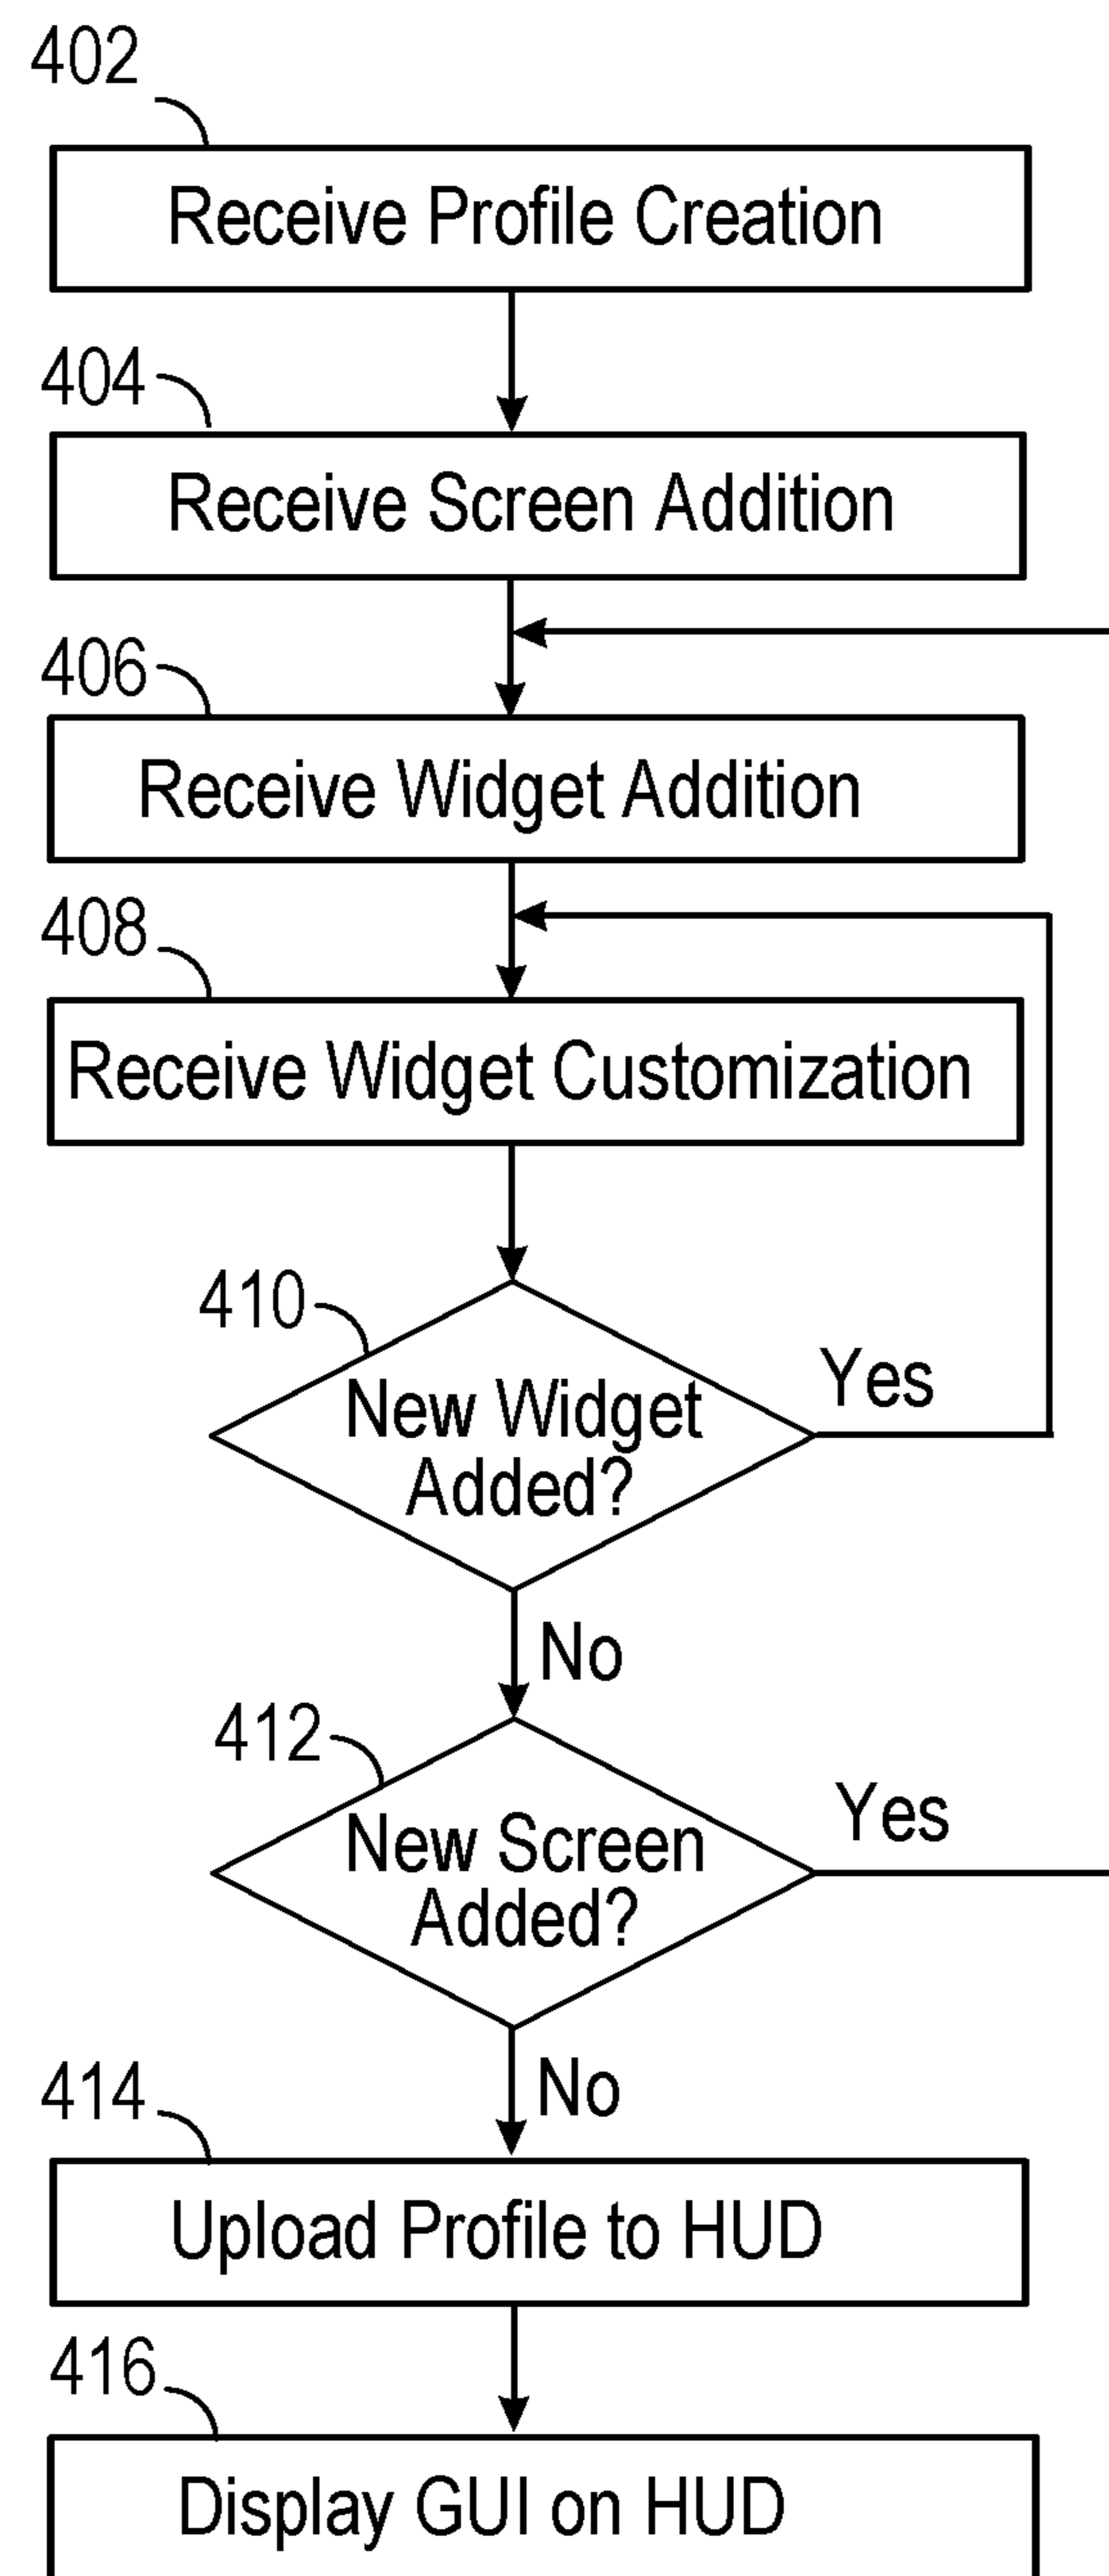 402
Receive Profile Creation
404
Receive Screen Addition
406
Receive Widget Addition
408
Receive Widget Customization
410
New Widget
Added?
Yes
No
412
New Screen
Added?
Yes
No
414
Upload Profile to HUD
416
Display GUI on HUD